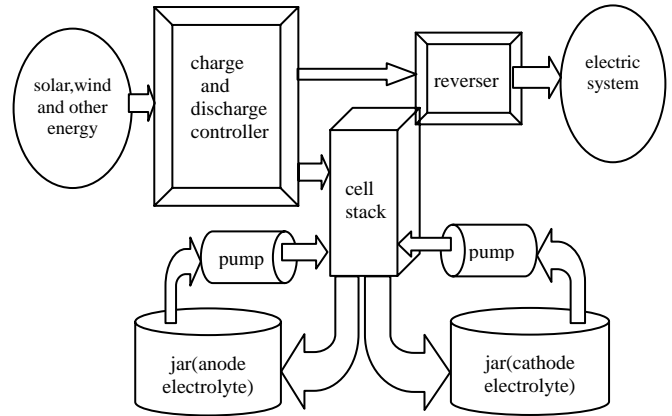 solar,wind
and other
energy
charge
and
discharge
controller
reverser
electric
system
cell
stack
pump
pump
jar(anode
electrolyte)
jar(cathode
electrolyte)